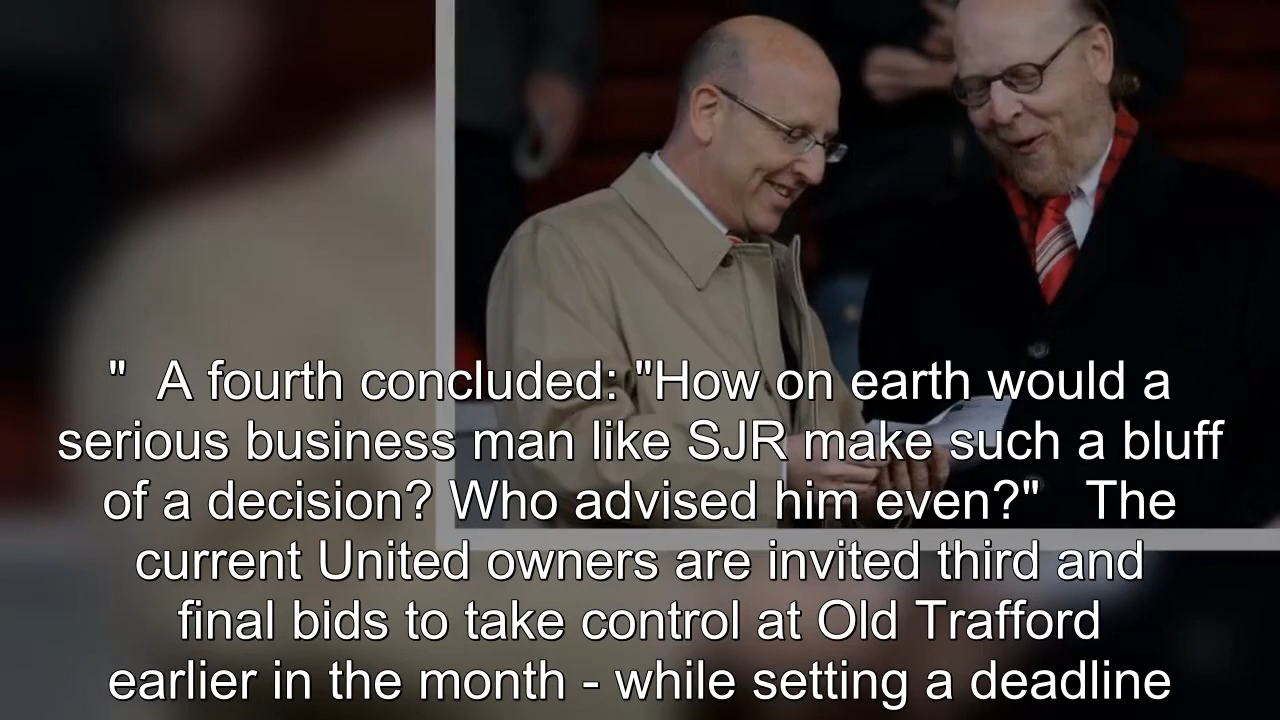 "  A fourth concluded: "How on earth would a
serious business man like SJR make such a bluff
of a decision? Who advised him even?"   The
current United owners are invited third and
final bids to take control at Old Trafford
earlier in the month - while setting a deadline